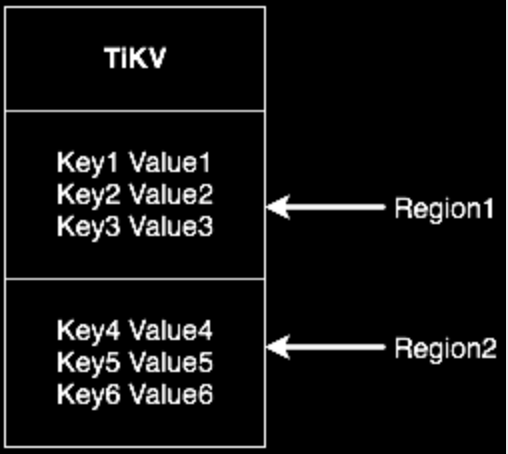 TiKV
Key1 Value1
Key2 Value2
Key3 Value3
Region1
Key4 Value4
Key5 Value5
Key6 Value6
Region2